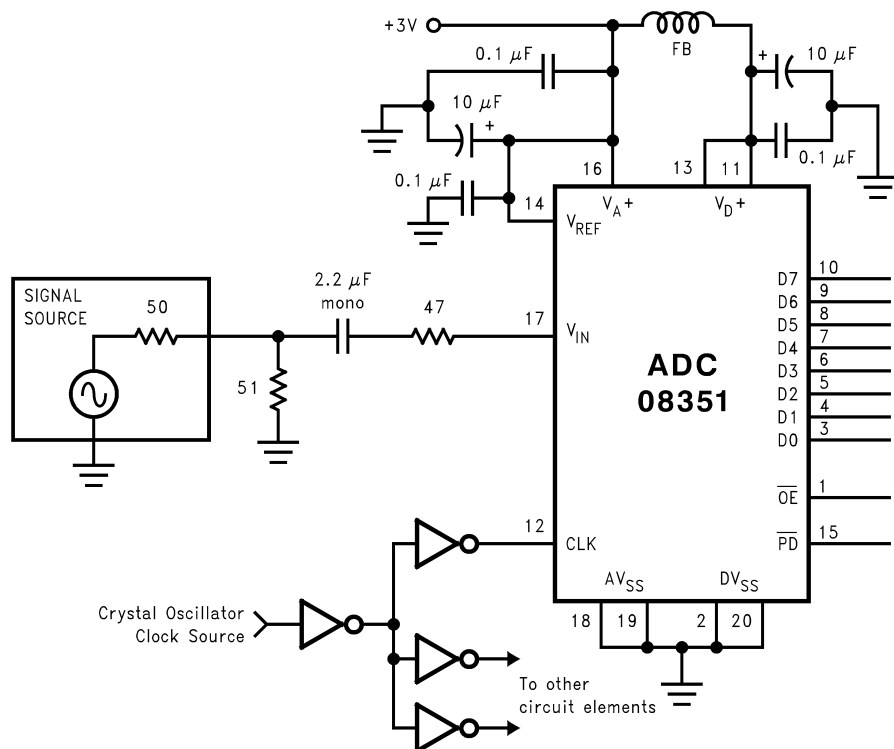 +3V
FB
0.1 µF
+
10 µF
10 µF
+
0.1 µF
0.1 µF
16
13
11
14
V_A+
V_D+
V_REF
2.2 µF
mono
SIGNAL
SOURCE
50
47
17
V_IN
51
ADC
08351
D7
10
D6
9
D5
8
D4
7
D3
6
D2
5
D1
4
D0
3
OE
1
12
CLK
PD
15
AV_SS
DV_SS
18
19
2
20
Crystal Oscillator
Clock Source
To other
circuit elements